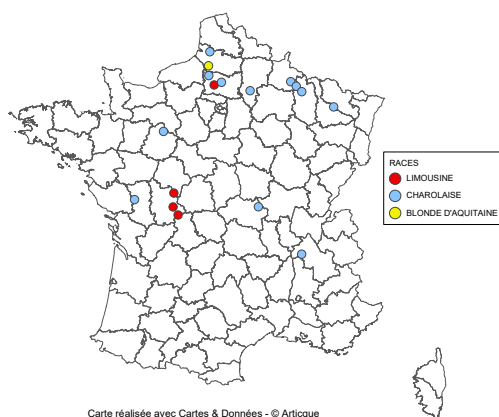 RACES
LIMOUSINE
CHAROLAISE
BLONDE D'AQUITAINE
Carte réalisée avec Cartes & Données - © Articque